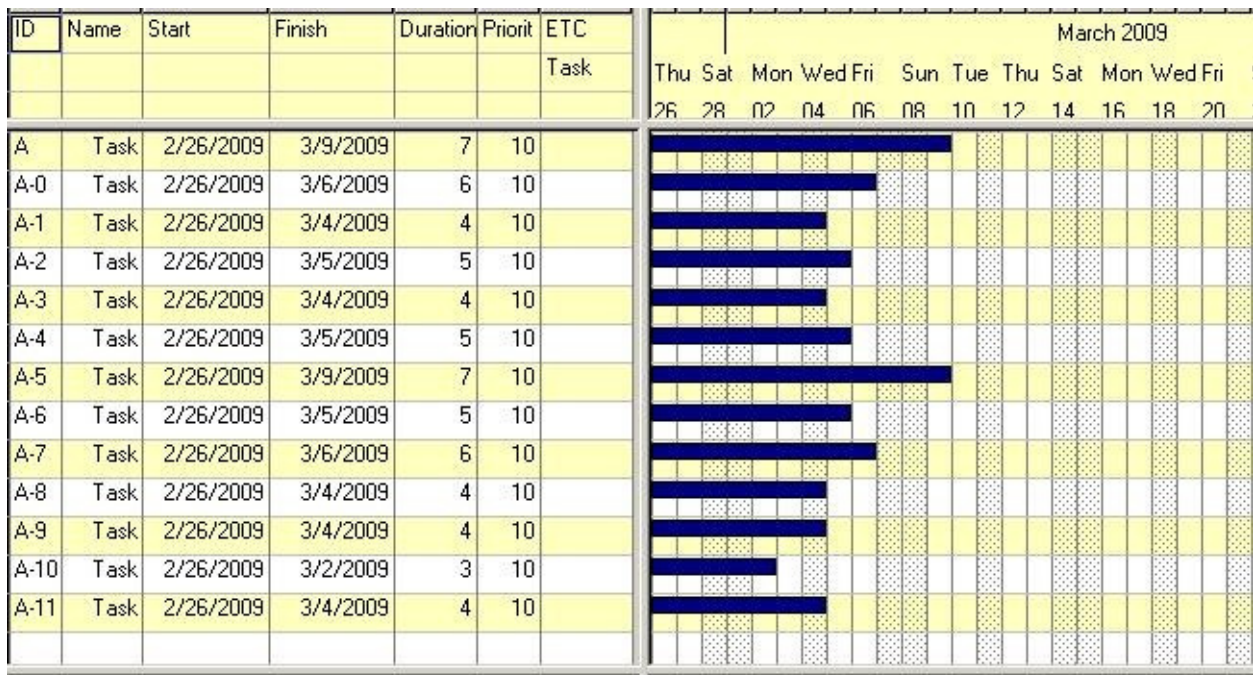 ID Name Start Finish Duration Priorit ETC
March 2009
Task
Thu Sat Mon Wed Fri Sun Tue Thu Sat Mon Wed Fri
26 28 02 04 06 08 10 12 14 16 18 20
A Task 2/26/2009 3/9/2009 7 10
A-0 Task 2/26/2009 3/6/2009 6 10
A-1 Task 2/26/2009 3/4/2009 4 10
A-2 Task 2/26/2009 3/5/2009 5 10
A-3 Task 2/26/2009 3/4/2009 4 10
A-4 Task 2/26/2009 3/5/2009 5 10
A-5 Task 2/26/2009 3/9/2009 7 10
A-6 Task 2/26/2009 3/5/2009 5 10
A-7 Task 2/26/2009 3/6/2009 6 10
A-8 Task 2/26/2009 3/4/2009 4 10
A-9 Task 2/26/2009 3/4/2009 4 10
A-10 Task 2/26/2009 3/2/2009 3 10
A-11 Task 2/26/2009 3/4/2009 4 10